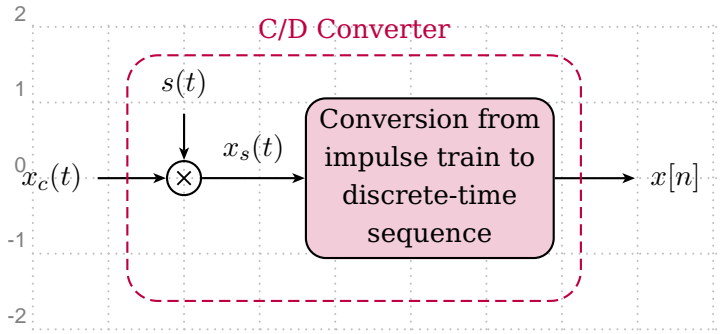 2
C/D Converter
s(t)
1
Conversion from
impulse train to
discrete-time
sequence
x_s(t)
0
x_c(t)
×
x[n]
-1
-2